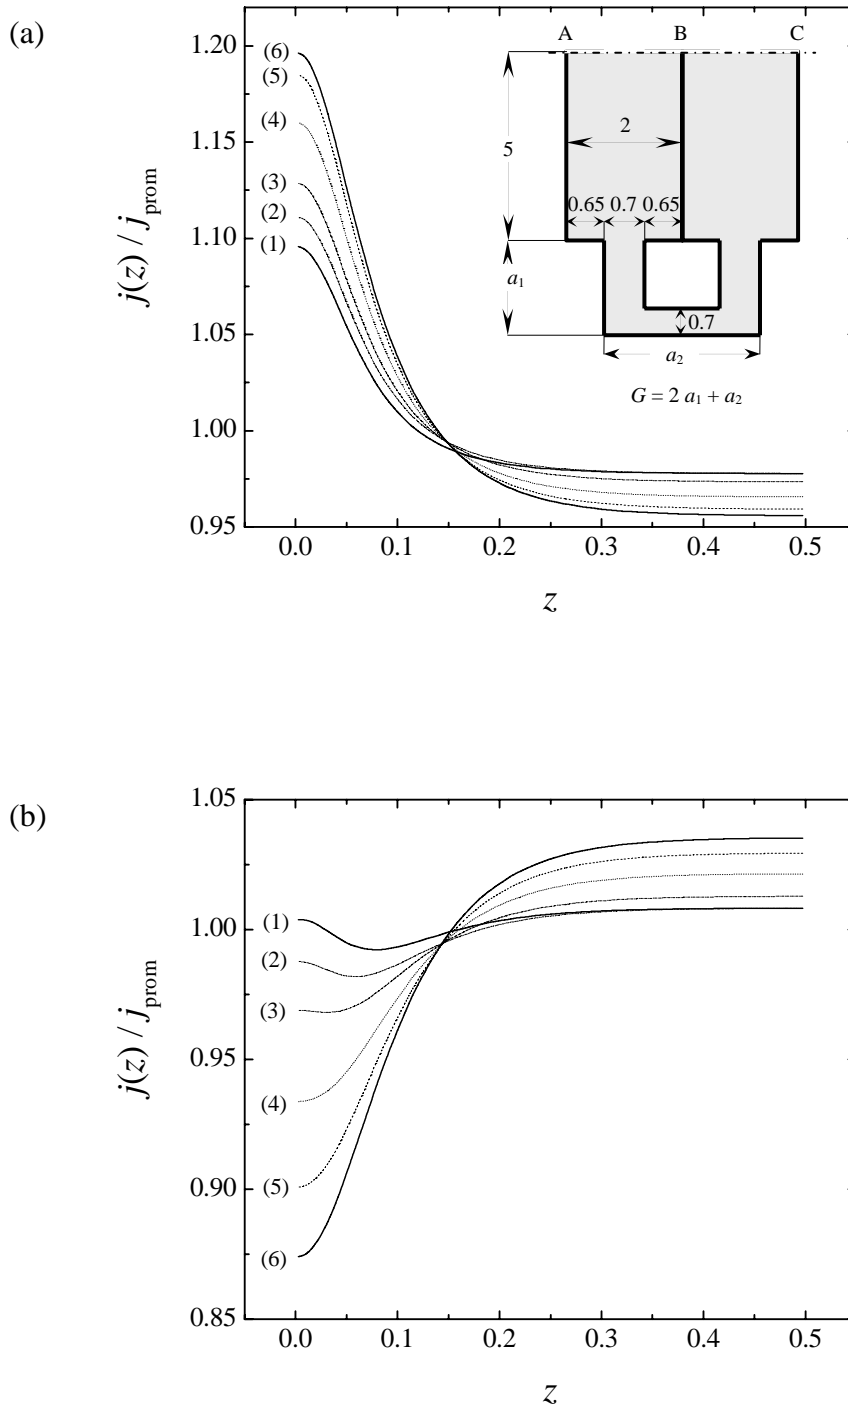 (a)
1.20
1.15
1.10
1.05
1.00
0.95
j(z) / j_prom
(6)
(5)
(4)
(3)
(2)
(1)
A B C
5
2
0.65 0.7 0.65
a₁
0.7
a₂
G = 2 a₁ + a₂
0.0 0.1 0.2 0.3 0.4 0.5
z
(b)
1.05
1.00
0.95
0.90
0.85
j(z) / j_prom
(1)
(2)
(3)
(4)
(5)
(6)
0.0 0.1 0.2 0.3 0.4 0.5
z